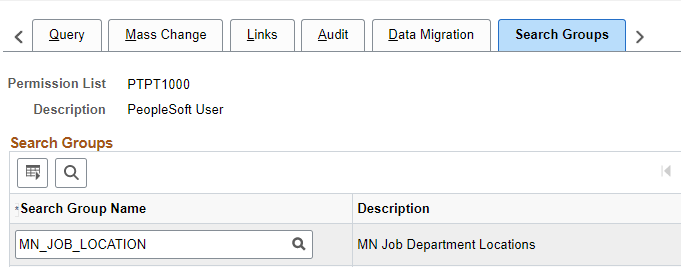 Query Mass Change Links Audit Data Migration Search Groups
Permission List PTPT1000
Description PeopleSoft User
Search Groups
*Search Group Name Description
MN_JOB_LOCATION MN Job Department Locations